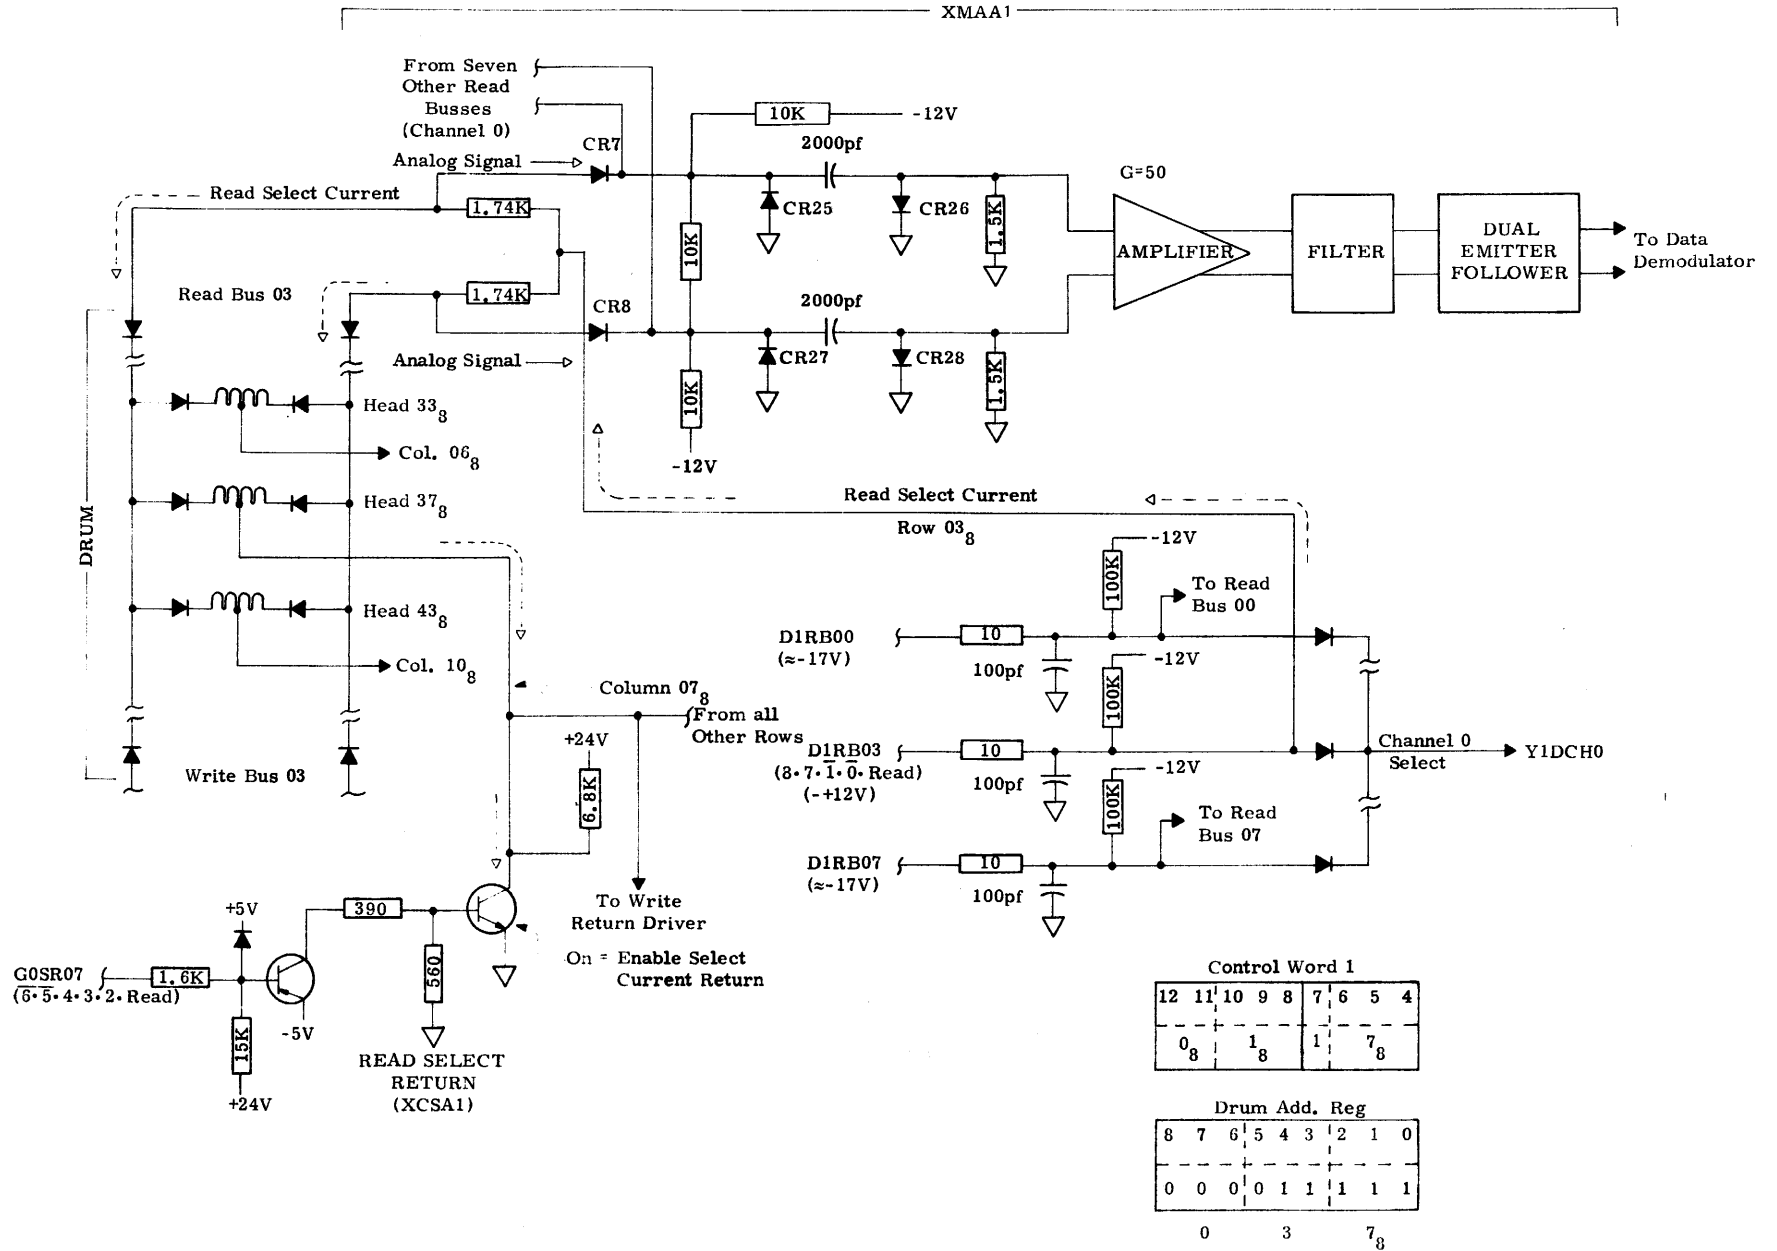 XMAA1
From Seven
Other Read
Busses
(Channel 0)
Analog Signal
CR7
10K
-12V
2000pf
Read Select Current
1.74K
CR25
CR26
1.5K
10K
G=50
AMPLIFIER
FILTER
DUAL
EMITTER
FOLLOWER
To Data
Demodulator
Read Bus 03
1.74K
CR8
2000pf
Analog Signal
CR27
CR28
1.5K
10K
-12V
DRUM
Head 33₈
Col. 06₈
Head 37₈
Head 43₈
Col. 10₈
Write Bus 03
Read Select Current
Row 03₈
-12V
100K
To Read
Bus 00
D1RB00
(≈-17V)
10
100pf
-12V
100K
Column 07₈
From all
Other Rows
D1RB03
(8·7·1̅·0̅·Read)
(-+12V)
10
100pf
Channel 0
Select
Y1DCH0
-12V
100K
To Read
Bus 07
D1RB07
(≈-17V)
10
100pf
+24V
6.8K
To Write
Return Driver
On = Enable Select
Current Return
390
560
+5V
G0SR07
(6̅·5̅·4·3·2·Read)
1.6K
-5V
15K
+24V
READ SELECT
RETURN
(XCSA1)
Control Word 1
12 11 10 9 8 7 6 5 4
0₈ 1₈ 1 7₈
Drum Add. Reg
8 7 6 5 4 3 2 1 0
0 0 0 0 1 1 1 1 1
0 3 7₈